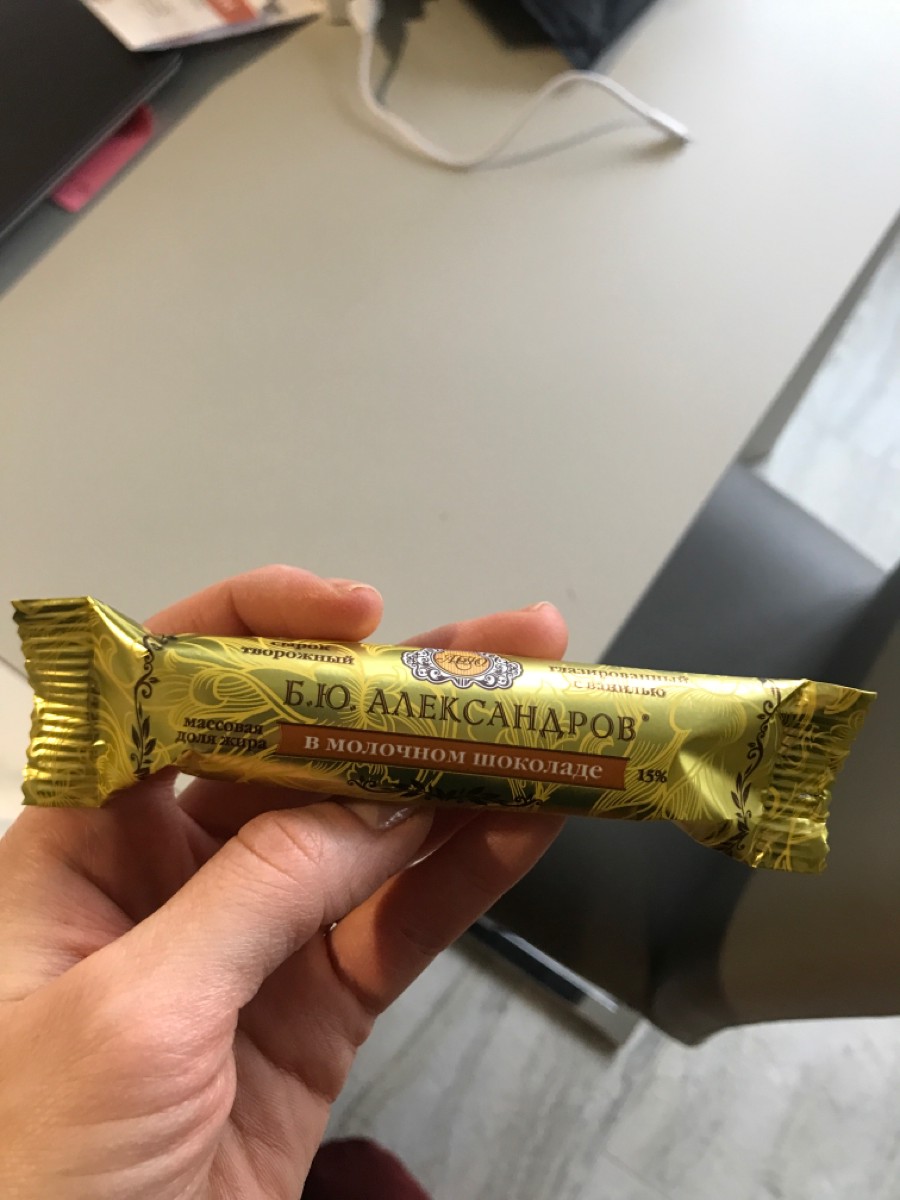 сырок
творожный
глазированный
с ванилью
Б.Ю. АЛЕКСАНДРОВ®
массовая
доля жира
в молочном шоколаде
15%